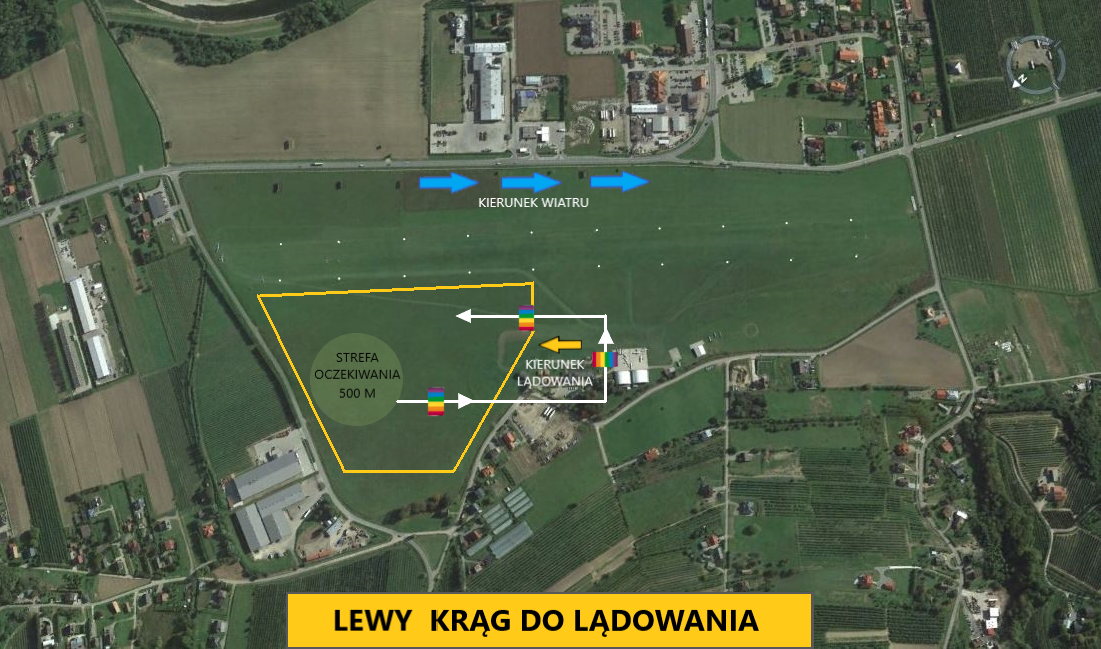 N
KIERUNEK WIATRU
STREFA
OCZEKIWANIA
500 M
KIERUNEK
LĄDOWANIA
LEWY KRĄG DO LĄDOWANIA